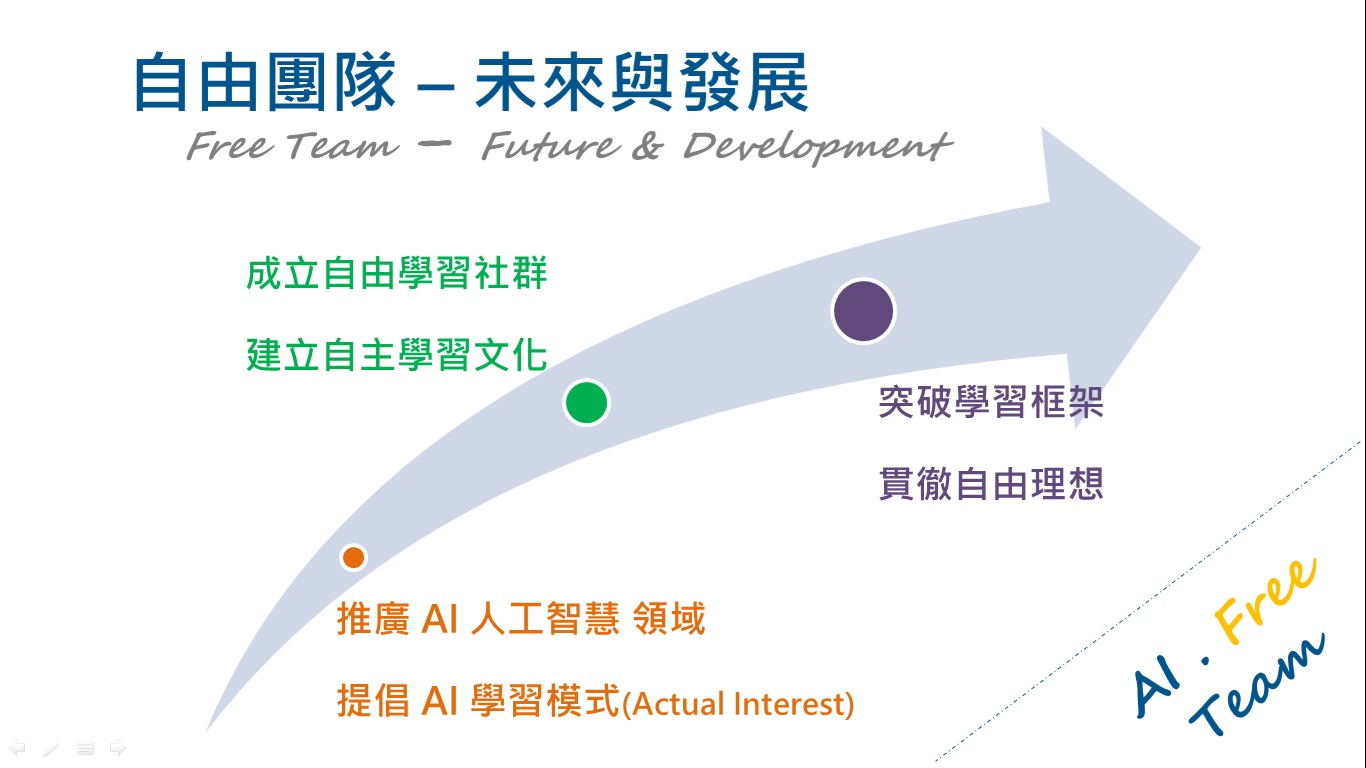 自由團隊 – 未來與發展
Free Team – Future & Development
成立自由學習社群
建立自主學習文化
突破學習框架
貫徹自由理想
推廣 AI 人工智慧 領域
提倡 AI 學習模式(Actual Interest)
AI . Free
Team